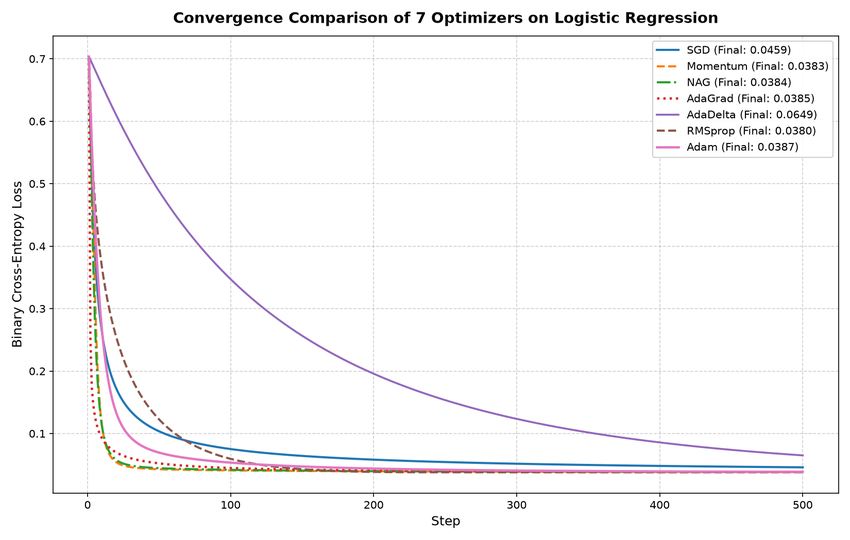 Convergence Comparison of 7 Optimizers on Logistic Regression
SGD (Final: 0.0459)
Momentum (Final: 0.0383)
NAG (Final: 0.0384)
AdaGrad (Final: 0.0385)
AdaDelta (Final: 0.0649)
RMSprop (Final: 0.0380)
Adam (Final: 0.0387)
Binary Cross-Entropy Loss
0.7
0.6
0.5
0.4
0.3
0.2
0.1
0 100 200 300 400 500
Step